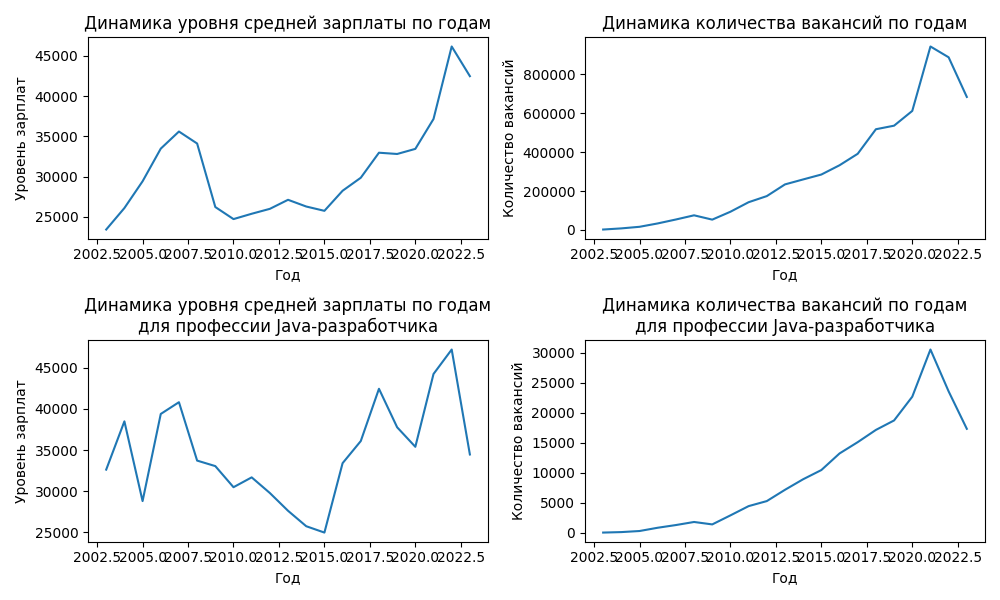 Динамика уровня средней зарплаты по годам
Уровень зарплат
45000
40000
35000
30000
25000
2002.5 2005.0 2007.5 2010.0 2012.5 2015.0 2017.5 2020.0 2022.5
Год
Динамика количества вакансий по годам
Количество вакансий
800000
600000
400000
200000
0
2002.5 2005.0 2007.5 2010.0 2012.5 2015.0 2017.5 2020.0 2022.5
Год
Динамика уровня средней зарплаты по годам
для профессии Java-разработчика
Уровень зарплат
45000
40000
35000
30000
25000
2002.5 2005.0 2007.5 2010.0 2012.5 2015.0 2017.5 2020.0 2022.5
Год
Динамика количества вакансий по годам
для профессии Java-разработчика
Количество вакансий
30000
25000
20000
15000
10000
5000
0
2002.5 2005.0 2007.5 2010.0 2012.5 2015.0 2017.5 2020.0 2022.5
Год